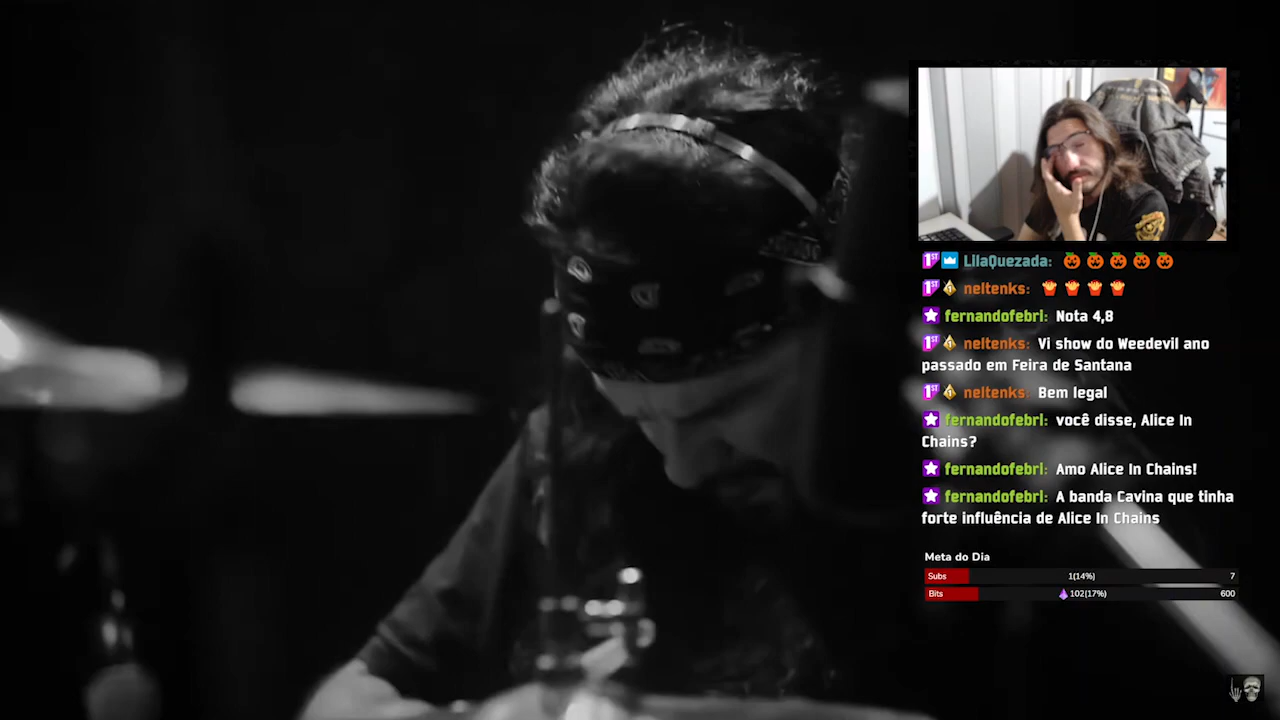 LilaQuezada:
neltenks:
fernandofebrl: Nota 4,8
neltenks: Vi show do Weedevil ano
passado em Feira de Santana
neltenks: Bem legal
fernandofebrl: você disse, Alice In
Chains?
fernandofebrl: Amo Alice In Chains!
fernandofebrl: A banda Cavina que tinha
forte influência de Alice In Chains
Meta do Dia
Subs 1(14%) 7
Bits 102(17%) 600